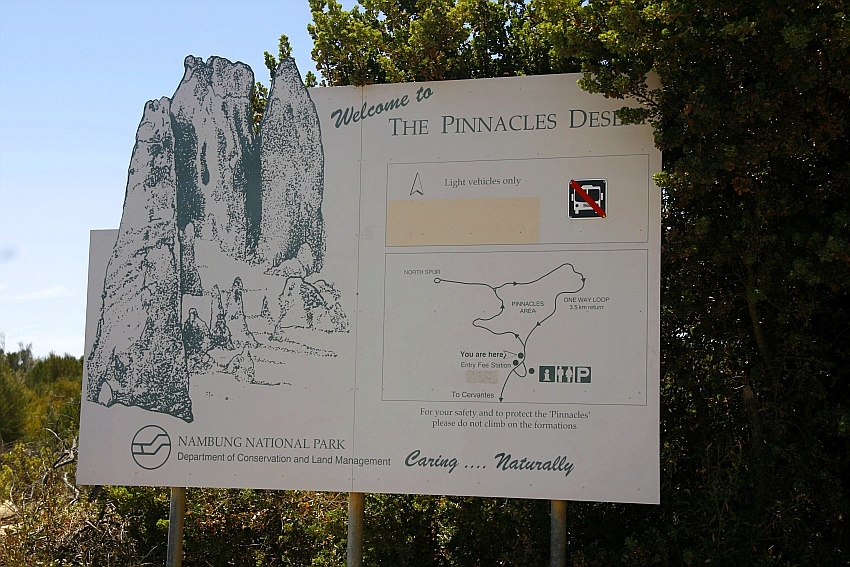 Welcome to
THE PINNACLES DESE
Light vehicles only
NORTH SPUR
PINNACLES
AREA
ONE WAY LOOP
3.5 km return
You are here
Entry Fee Station
i P
To Cervantes
For your safety and to protect the 'Pinnacles'
please do not climb on the formations
NAMBUNG NATIONAL PARK
Department of Conservation and Land Management
Caring .... Naturally